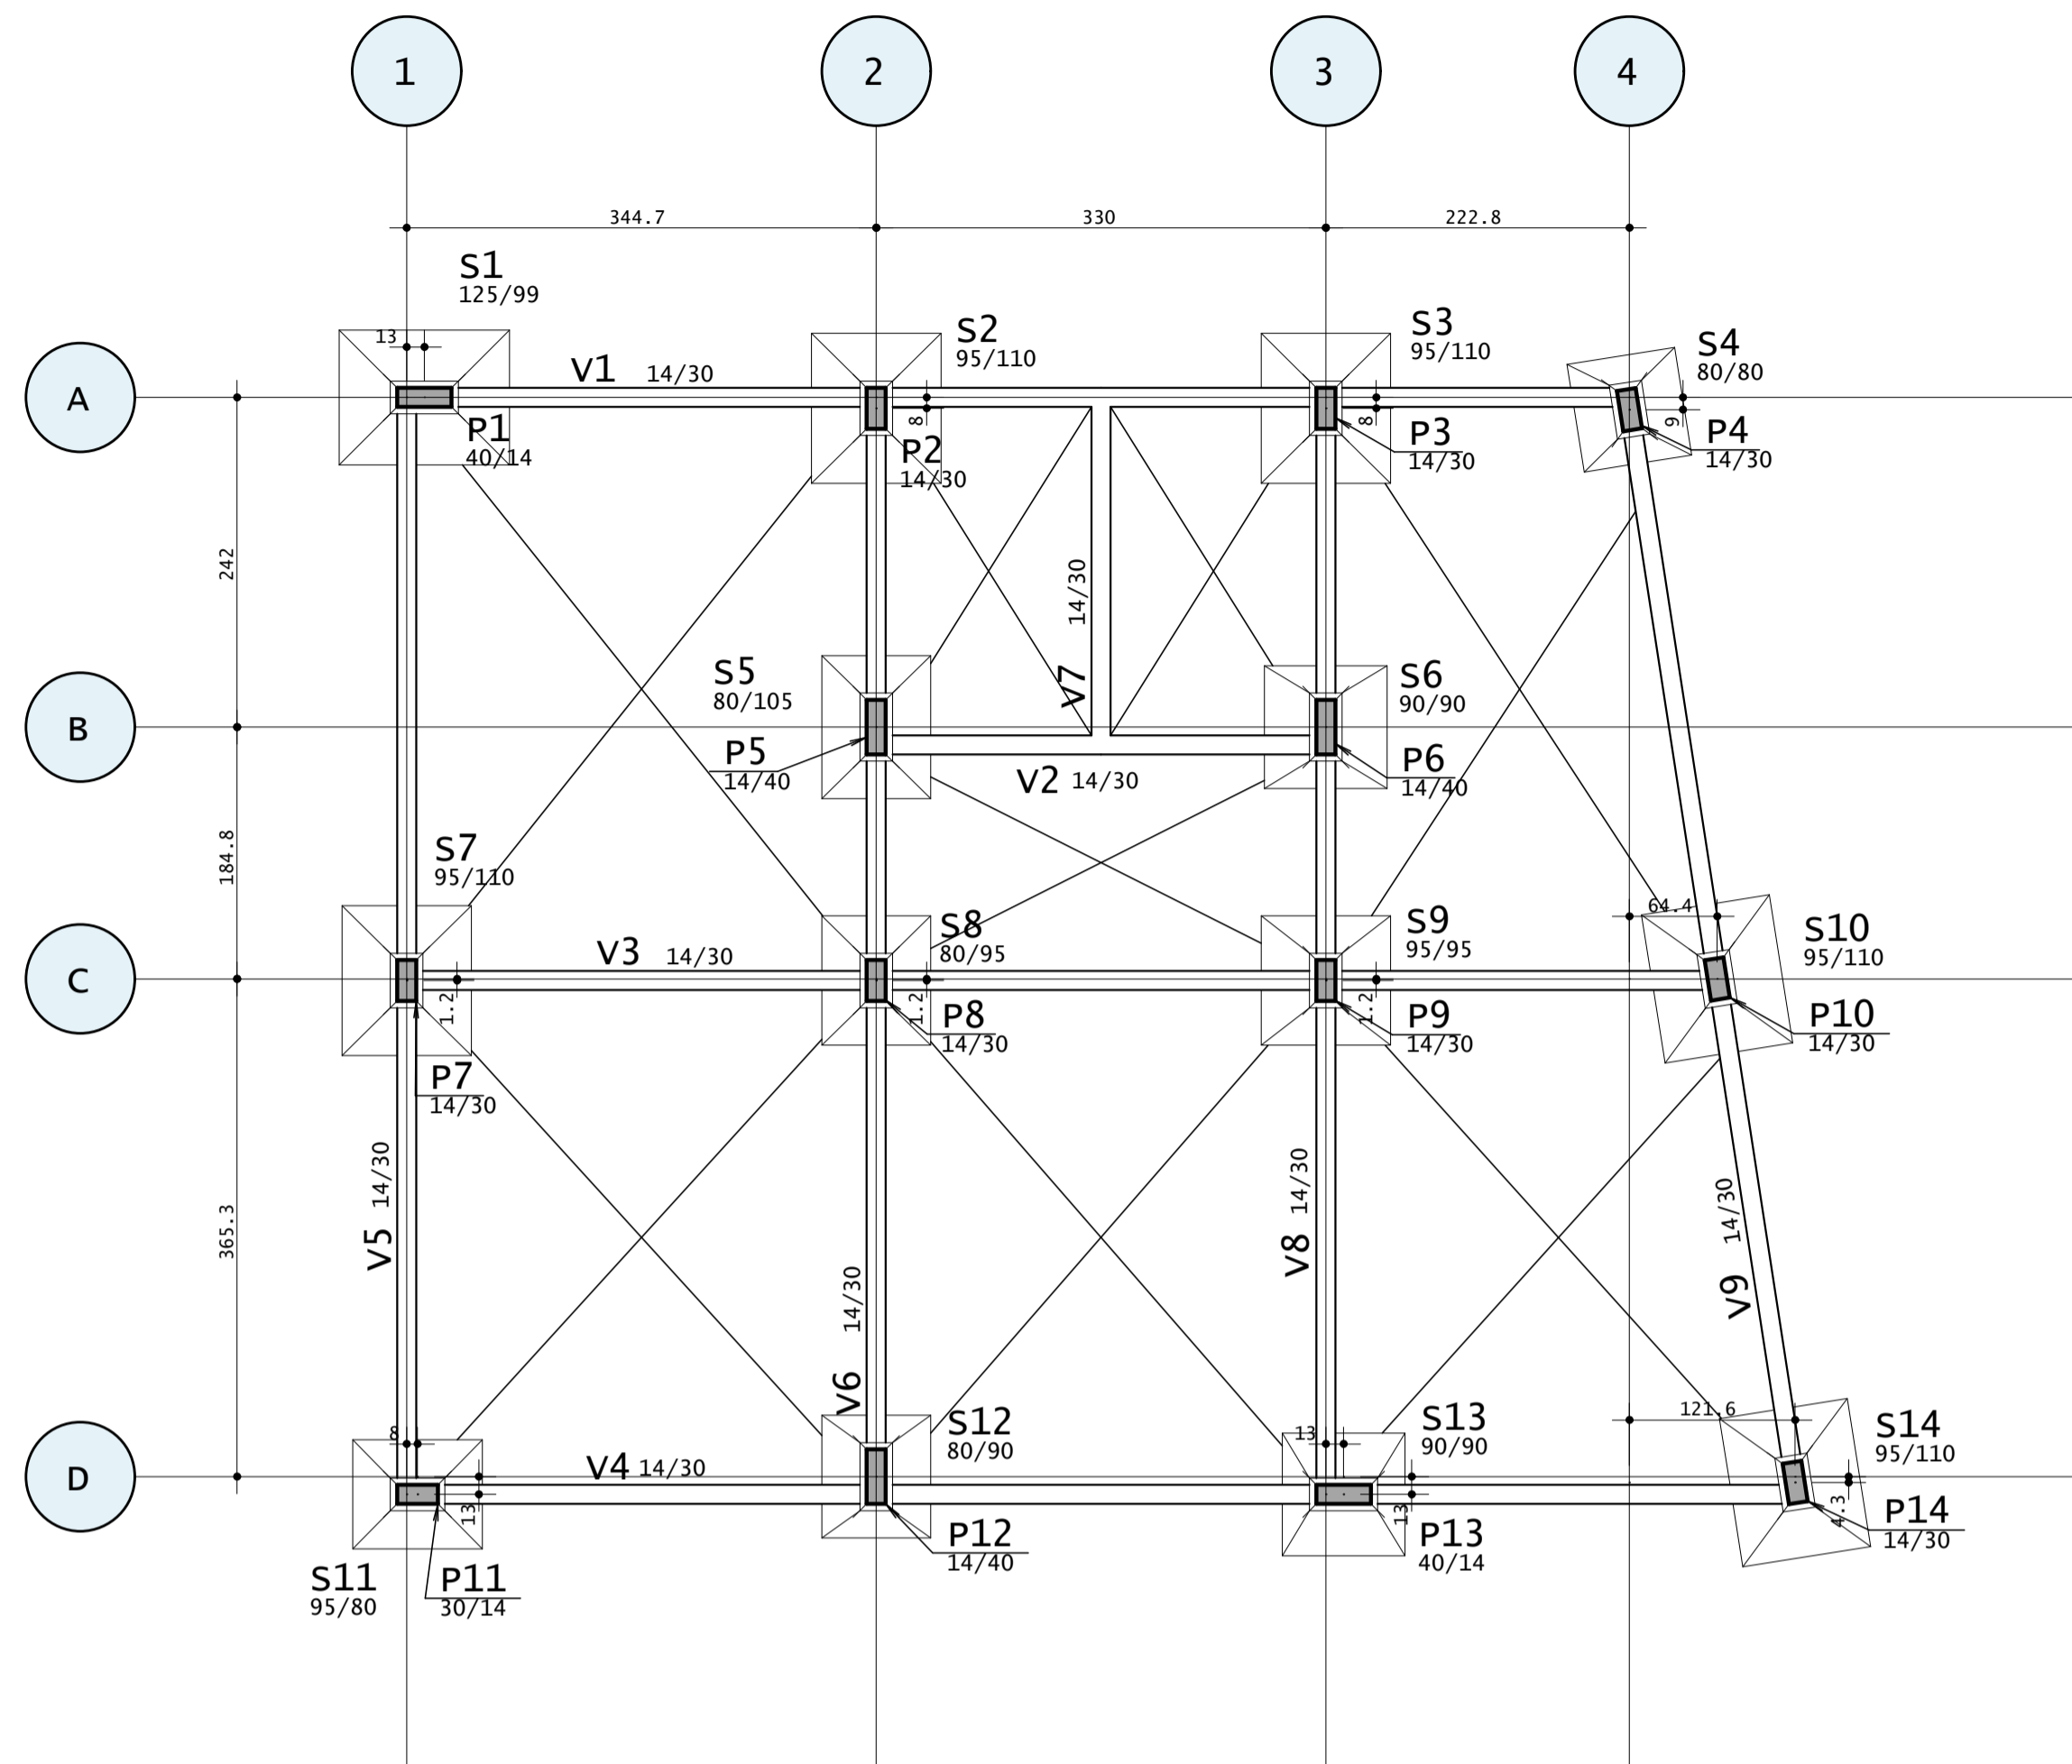 1
2
3
4
344.7
330
222.8
S1
125/99
13
A
V1 14/30
P1
40/14
S2
95/110
8
P2
14/30
S3
95/110
8
P3
14/30
S4
80/80
9
P4
14/30
242
14/30
V7
S5
80/105
B
P5
14/40
V2 14/30
S6
90/90
P6
14/40
184.8
S7
95/110
C
V3 14/30
1.2
P7
14/30
S8
80/95
1.2
P8
14/30
S9
95/95
1.2
P9
14/30
64.4
S10
95/110
P10
14/30
365.3
V5 14/30
V6 14/30
V8 14/30
V9 14/30
D
8
V4 14/30
13
S11
95/80
P11
30/14
S12
80/90
P12
14/40
13
S13
90/90
13
P13
40/14
121.6
S14
95/110
4.3
P14
14/30